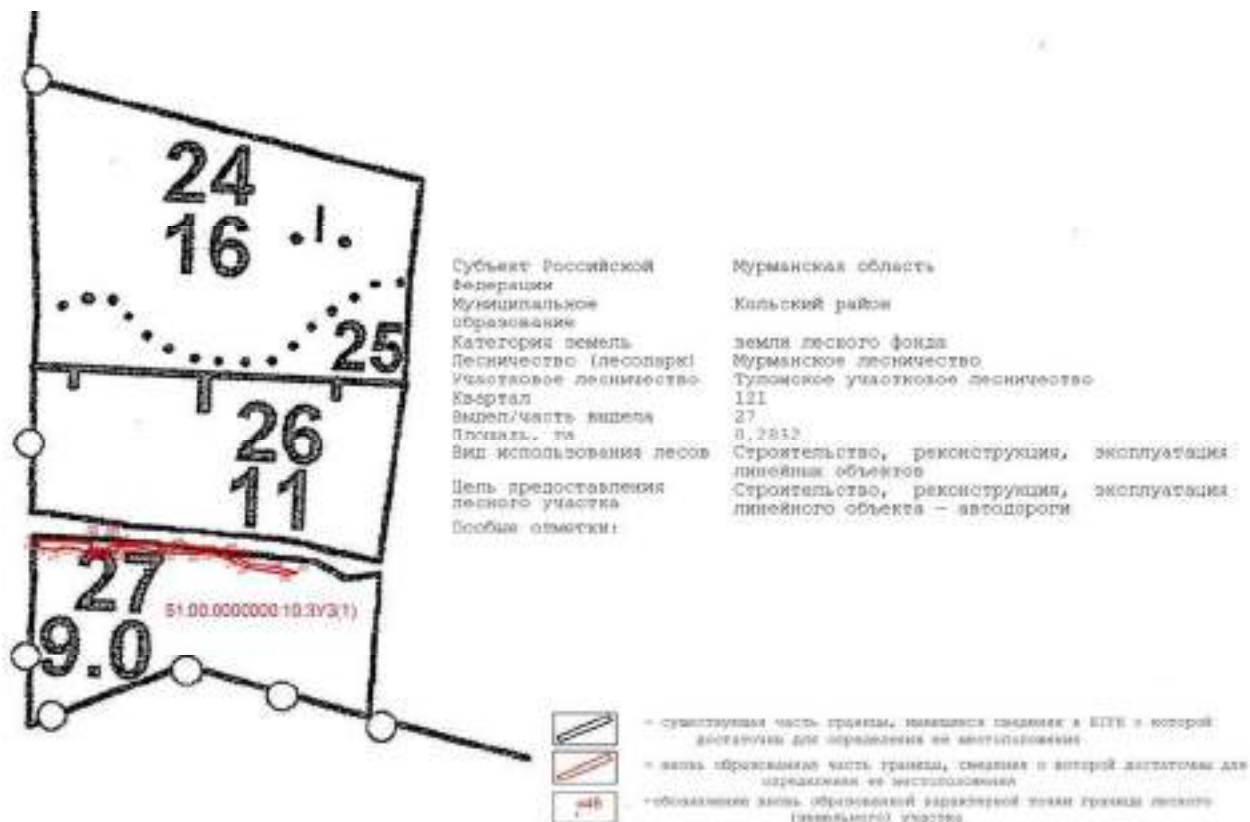 24
16
25
26
11
27
9.0
51:00:0000000:10:ЗУ3(1)
Субъект Российской Мурманская область
Федерации
Муниципальное Кольский район
образование
Категория земель земли лесного фонда
Лесничество (лесопарк) Мурманское лесничество
Участковое лесничество Туломское участковое лесничество
Квартал 121
Выдел/часть выдела 27
Площадь, га
Вид использования лесов Строительство, реконструкция, эксплуатация
линейных объектов
Цель предоставления Строительство, реконструкция, эксплуатация
лесного участка линейного объекта – автодороги
Особые отметки:
- существующая часть границы, имеющиеся сведения в ЕГРН о которой
достаточны для определения ее местоположения
- вновь образованная часть границы, сведения о которой достаточны для
определения ее местоположения
- обозначение вновь образованной характерной точки границы лесного
(земельного) участка